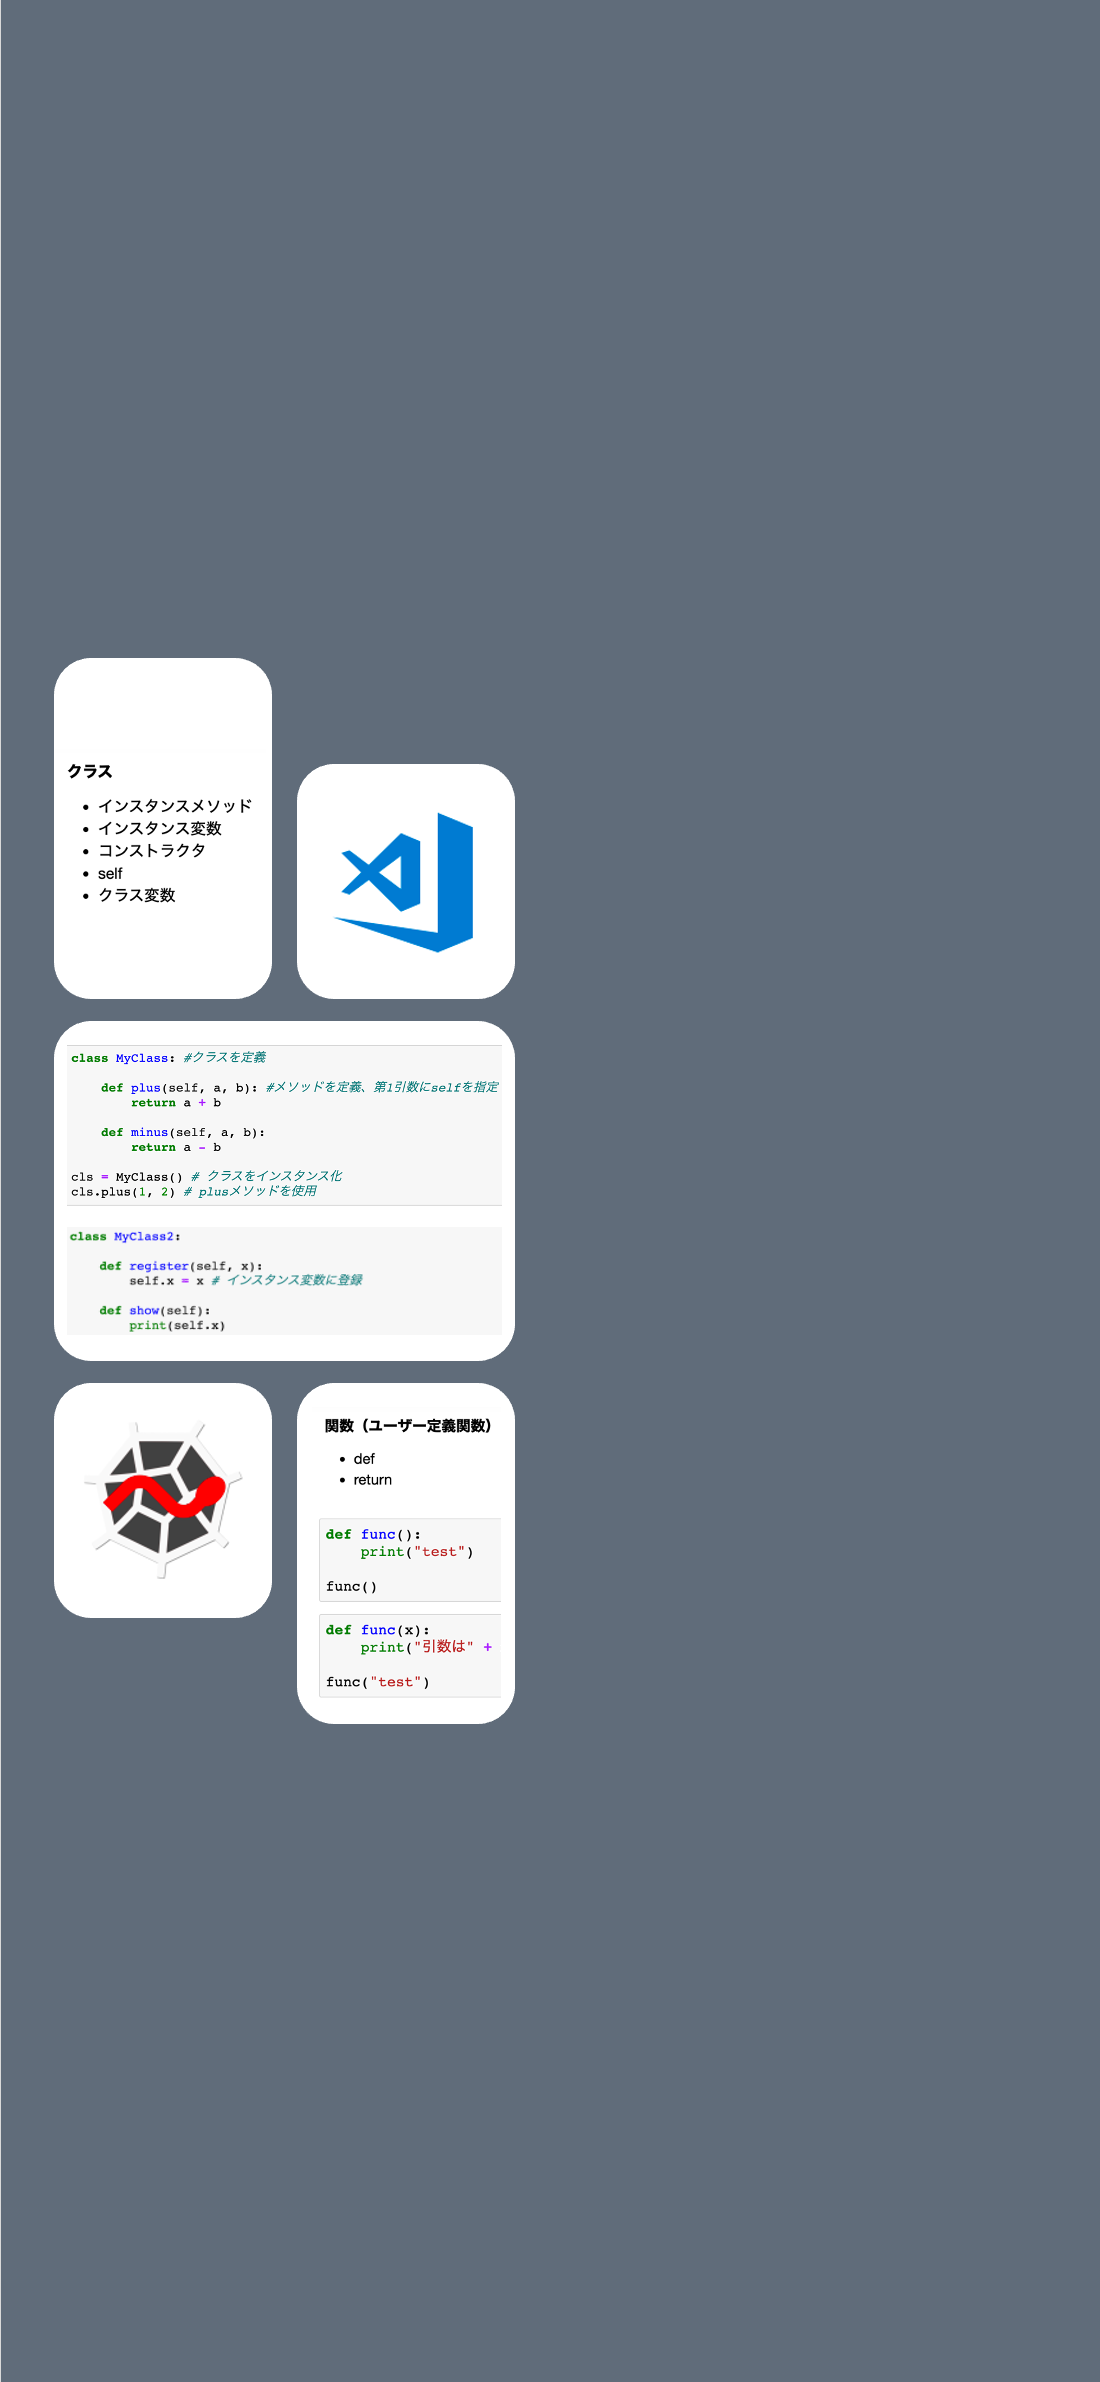 クラス
インスタンスメソッド
インスタンス変数
コンストラクタ
self
クラス変数
class MyClass: #クラスを定義
    def plus(self, a, b): #メソッドを定義、第1引数にselfを指定
        return a + b
    def minus(self, a, b):
        return a - b
cls = MyClass() # クラスをインスタンス化
cls.plus(1, 2) # plusメソッドを使用
class MyClass2:
    def register(self, x):
        self.x = x # インスタンス変数に登録
    def show(self):
        print(self.x)
関数（ユーザー定義関数）
def
return
def func():
    print("test")
func()
def func(x):
    print("引数は" +
func("test")